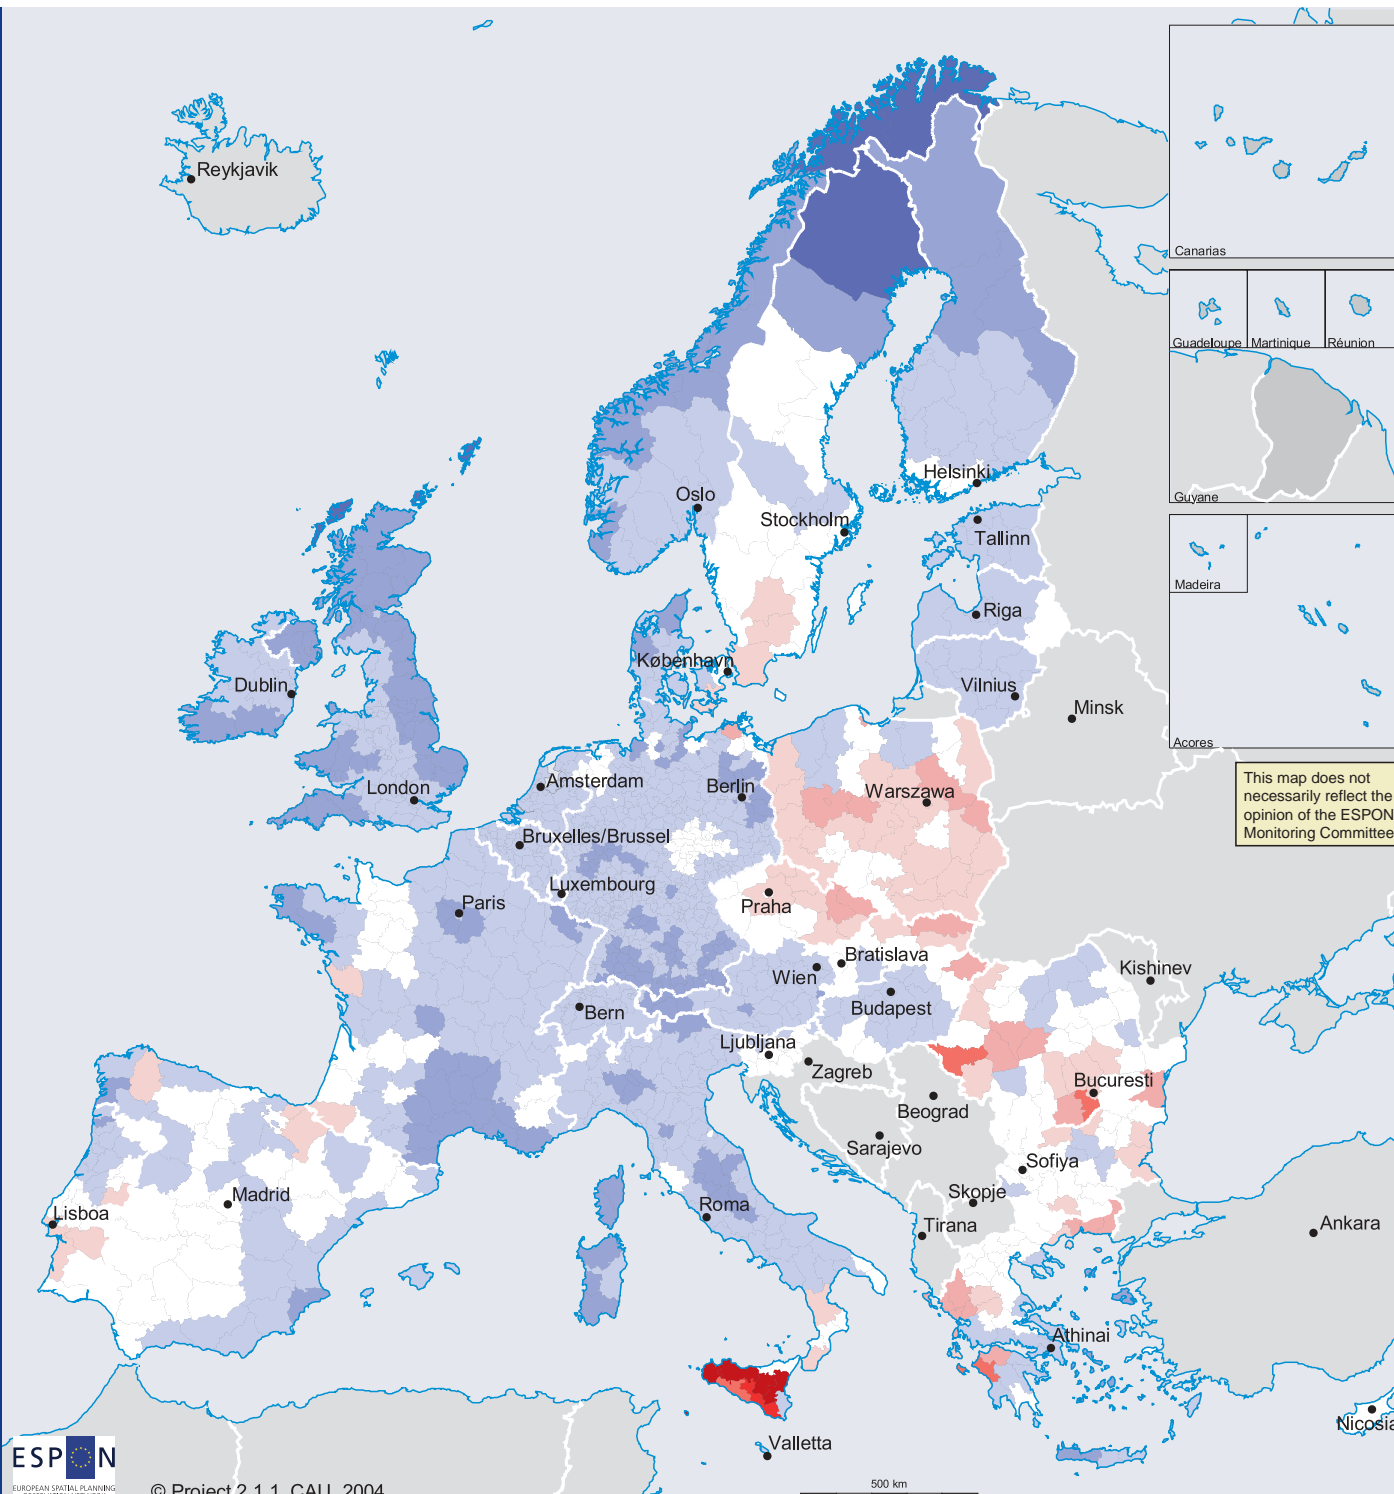 Reykjavik
Canarias
Guadeloupe
Martinique
Réunion
Guyane
Helsinki
Oslo
Stockholm
Tallinn
Madeira
Riga
København
Dublin
Vilnius
Minsk
Acores
This map does not
necessarily reflect the
opinion of the ESPON
Monitoring Committee
Amsterdam
Berlin
London
Warszawa
Bruxelles/Brussel
Luxembourg
Paris
Praha
Bratislava
Wien
Kishinev
Budapest
Bern
Ljubljana
Zagreb
Bucuresti
Beograd
Sarajevo
Sofiya
Madrid
Skopje
Roma
Lisboa
Tirana
Ankara
Athinai
Nicosia
Valletta
ESPON
EUROPEAN SPATIAL PLANNING
500 km
© Project 2.1.1, CAU, 2004